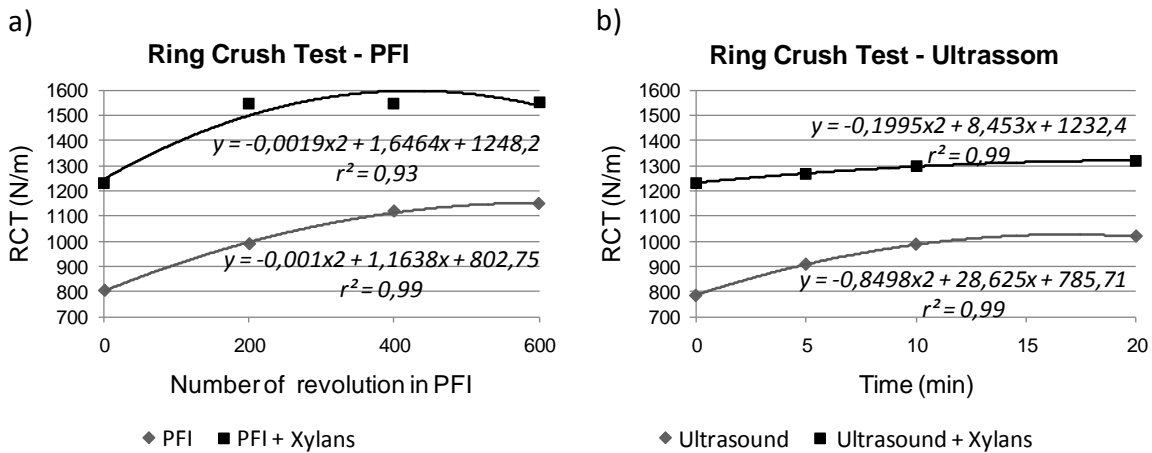 a)
Ring Crush Test - PFI
RCT (N/m)
1600
1500
1400
1300
1200
1100
1000
900
800
700
y = -0,0019x2 + 1,6464x + 1248,2
r² = 0,93
y = -0,001x2 + 1,1638x + 802,75
r² = 0,99
0 200 400 600
Number of revolution in PFI
PFI PFI + Xylans
b)
Ring Crush Test - Ultrassom
RCT (N/m)
1600
1500
1400
1300
1200
1100
1000
900
800
700
y = -0,1995x2 + 8,453x + 1232,4
r² = 0,99
y = -0,8498x2 + 28,625x + 785,71
r² = 0,99
0 5 10 15 20
Time (min)
Ultrasound Ultrasound + Xylans